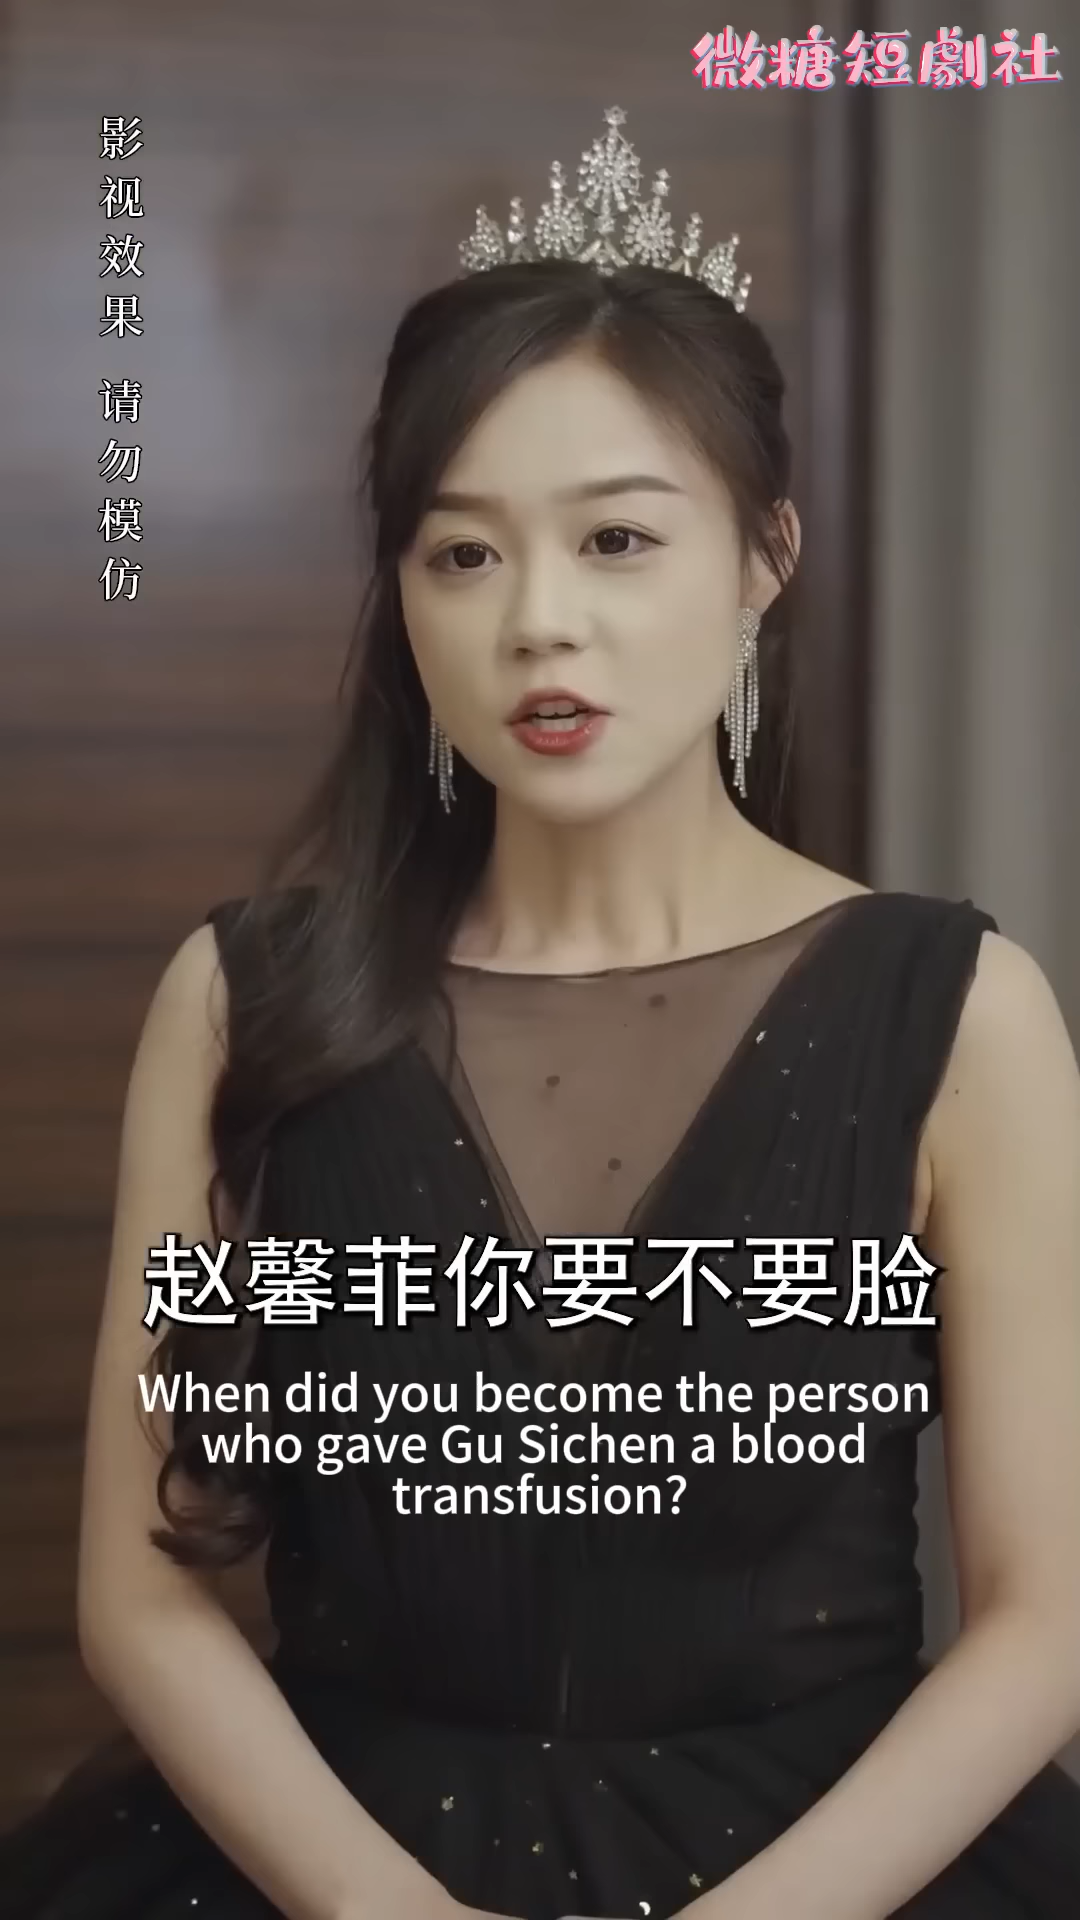 微糖短劇社
影视效果 请勿模仿
赵馨菲你要不要脸
When did you become the person
who gave Gu Sichen a blood
transfusion?